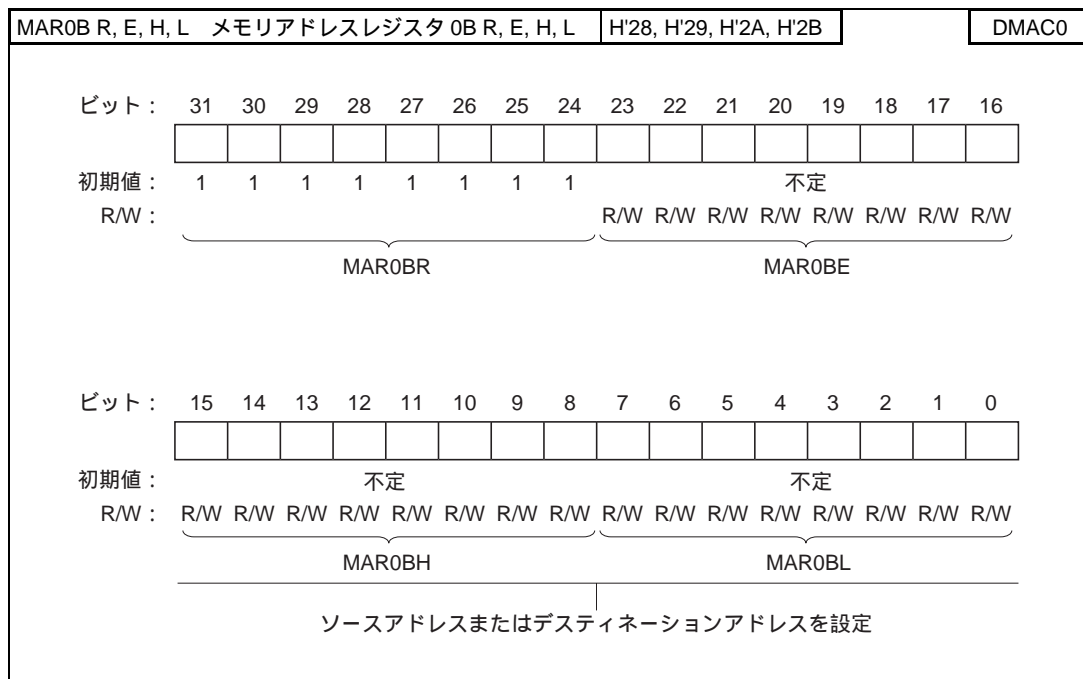 MAR0B R, E, H, L　メモリアドレスレジスタ 0B R, E, H, L　H'28, H'29, H'2A, H'2B　DMAC0
ビット： 31 30 29 28 27 26 25 24 23 22 21 20 19 18 17 16
初期値： 1 1 1 1 1 1 1 1 不定
R/W： R/W R/W R/W R/W R/W R/W R/W R/W
MAR0BR MAR0BE
ビット： 15 14 13 12 11 10 9 8 7 6 5 4 3 2 1 0
初期値： 不定 不定
R/W： R/W R/W R/W R/W R/W R/W R/W R/W R/W R/W R/W R/W R/W R/W R/W R/W
MAR0BH MAR0BL
ソースアドレスまたはデスティネーションアドレスを設定